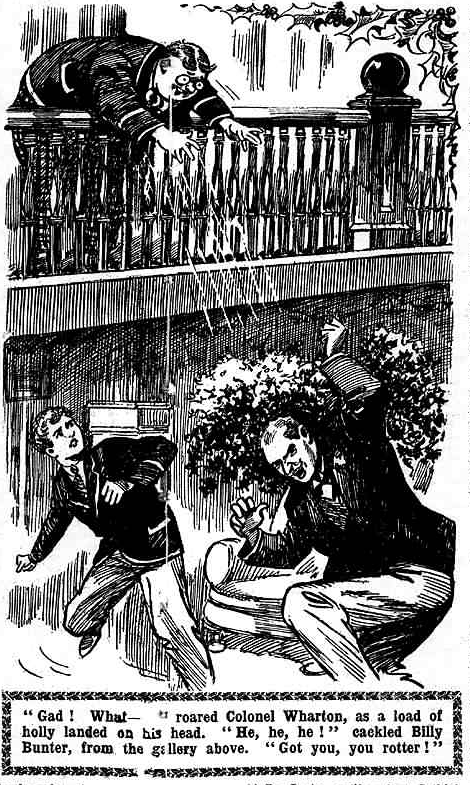 "Gad ! What— " roared Colonel Wharton, as a load of
holly landed on his head. "He, he, he !" cackled Billy
Bunter, from the gallery above. "Got you, you rotter !"